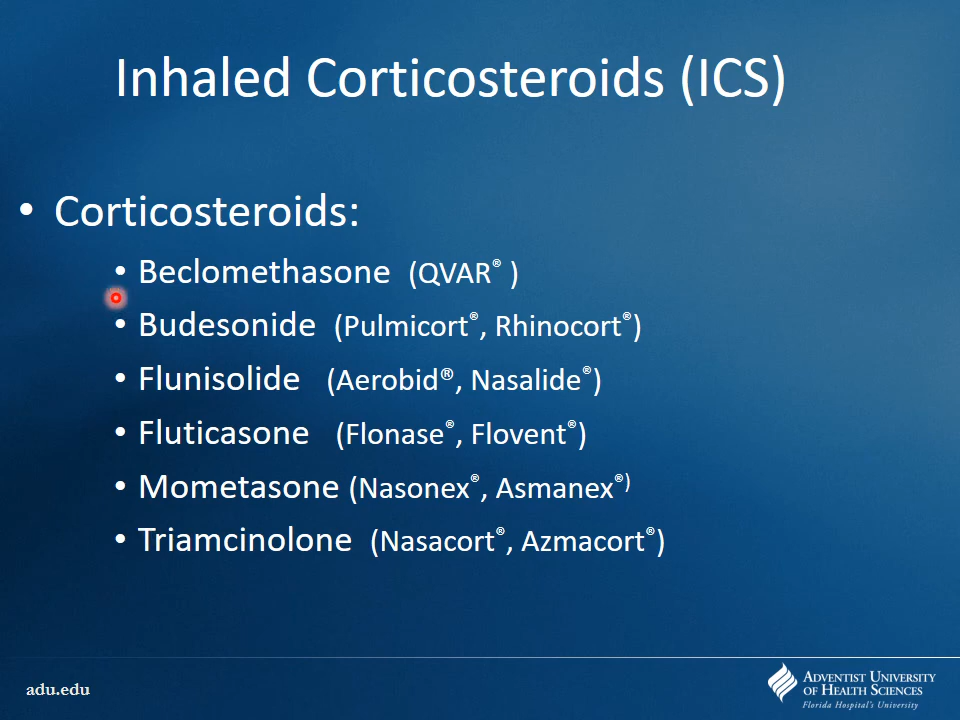 Inhaled Corticosteroids (ICS)
• Corticosteroids:
• Beclomethasone (QVAR® )
• Budesonide (Pulmicort®, Rhinocort®)
• Flunisolide (Aerobid®, Nasalide®)
• Fluticasone (Flonase®, Flovent®)
• Mometasone (Nasonex®, Asmanex®)
• Triamcinolone (Nasacort®, Azmacort®)
adu.edu
ADVENTIST UNIVERSITY
OF HEALTH SCIENCES
Florida Hospital's University